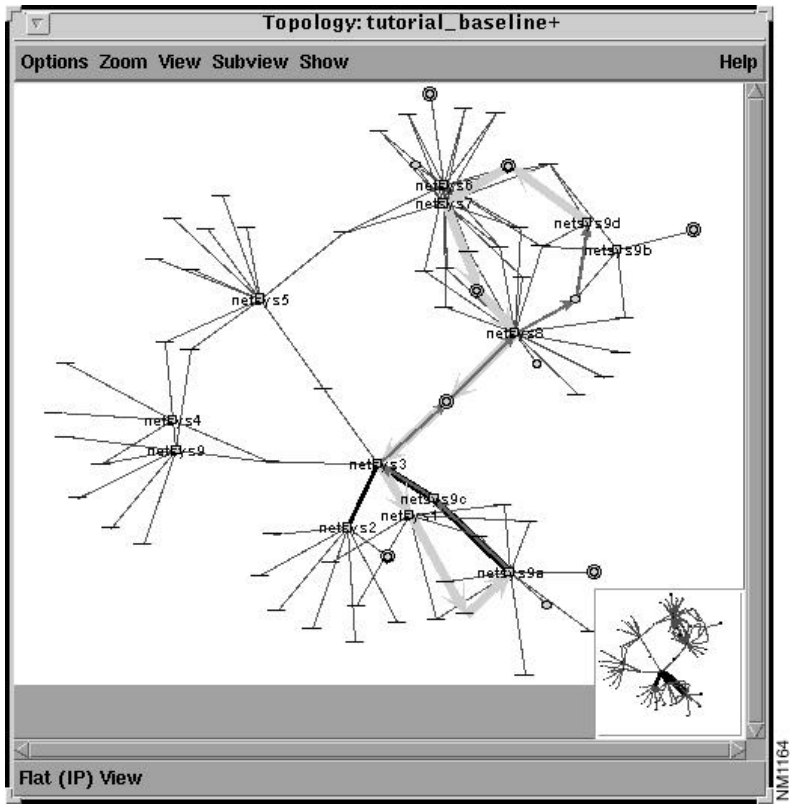 Topology: tutorial_baseline+
Options Zoom View Subview Show Help
netsys6
netsys7
netsys9d
netsys9b
netsys5
netsys8
netsys4
netsys9
netsys3
netsys9c
netsys1
netsys2
netsys9a
Flat (IP) View
NM1164